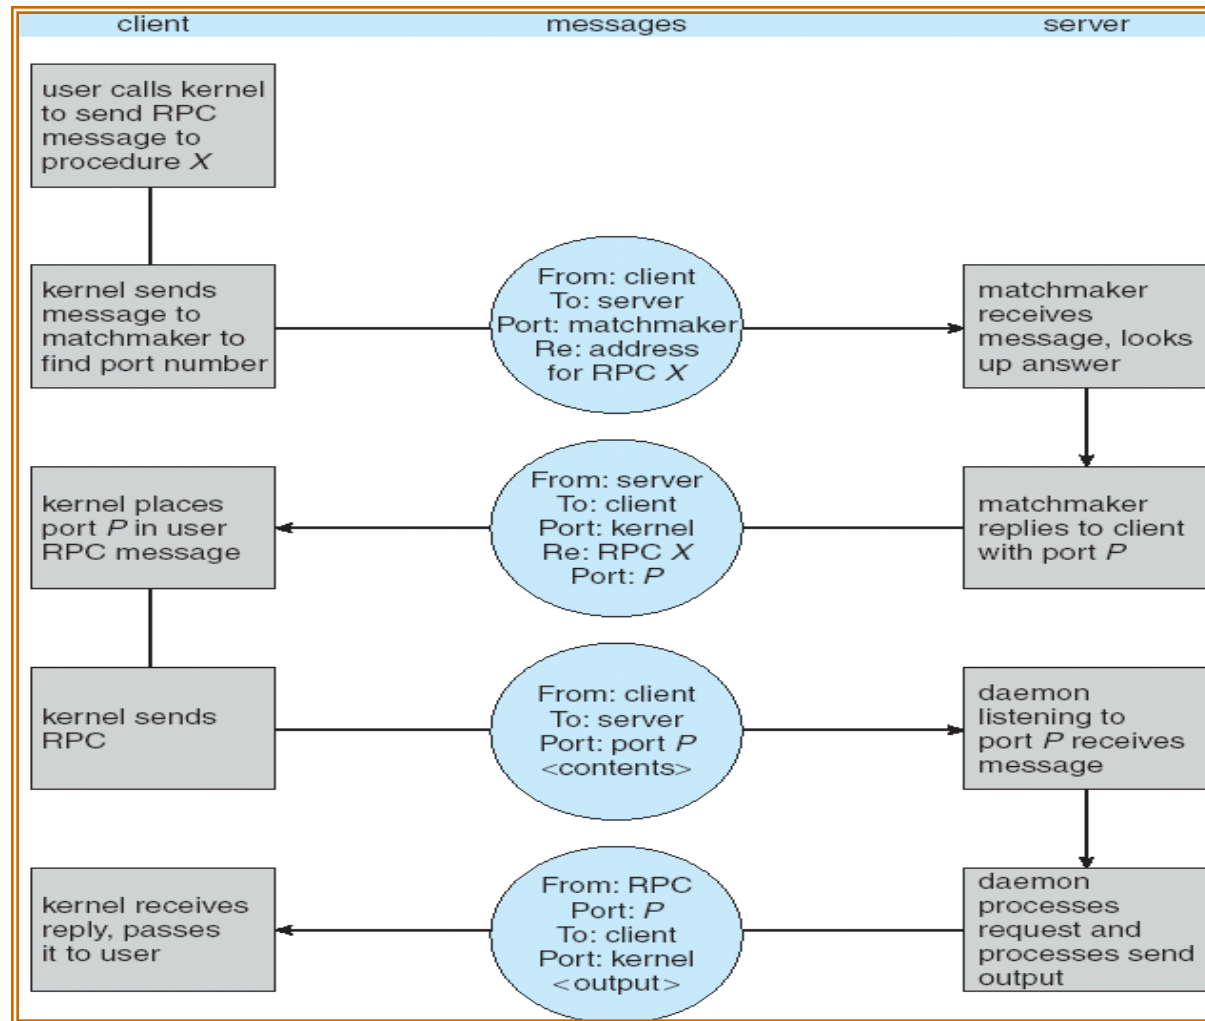 client
messages
server
user calls kernel
to send RPC
message to
procedure X
kernel sends
message to
matchmaker to
find port number
From: client
To: server
Port: matchmaker
Re: address
for RPC X
matchmaker
receives
message, looks
up answer
kernel places
port P in user
RPC message
From: server
To: client
Port: kernel
Re: RPC X
Port: P
matchmaker
replies to client
with port P
kernel sends
RPC
From: client
To: server
Port: port P
<contents>
daemon
listening to
port P receives
message
kernel receives
reply, passes
it to user
From: RPC
Port: P
To: client
Port: kernel
<output>
daemon
processes
request and
processes send
output